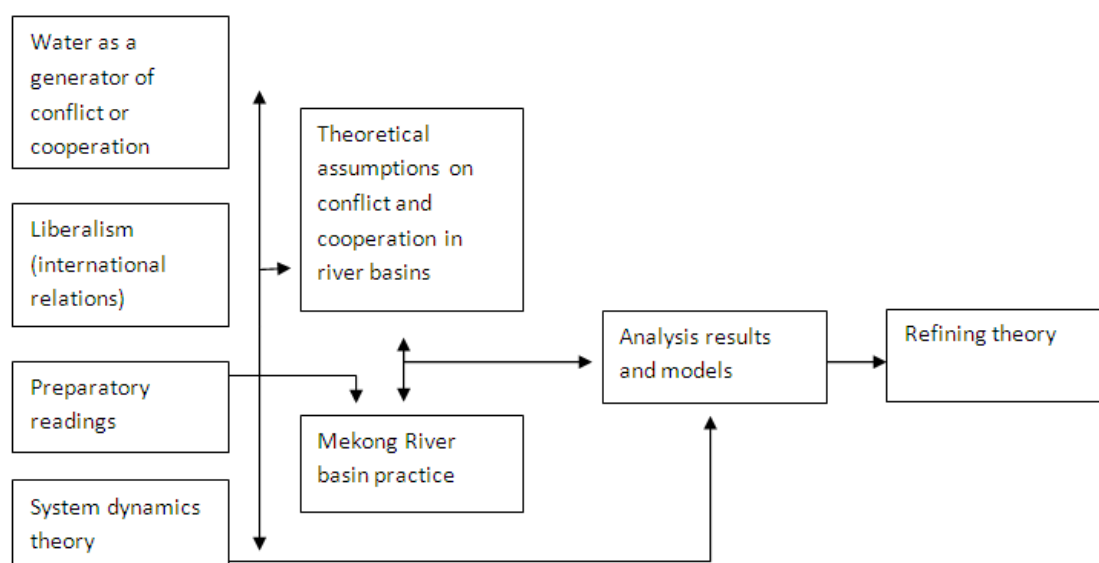 Water as a
generator of
conflict or
cooperation
Liberalism
(international
relations)
Preparatory
readings
System dynamics
theory
Theoretical
assumptions on
conflict and
cooperation in
river basins
Mekong River
basin practice
Analysis results
and models
Refining theory